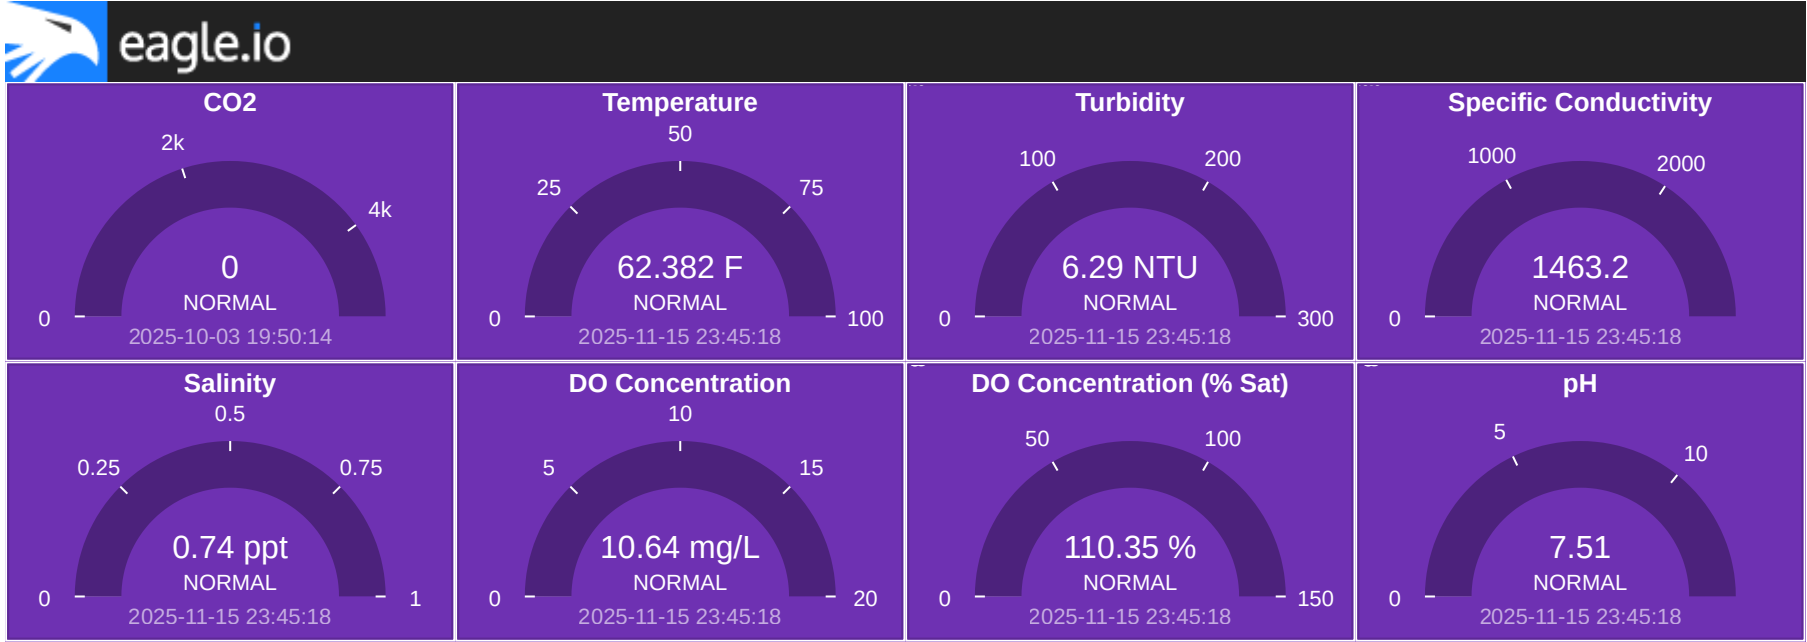 eagle.io
CO2
2k
4k
0
0
NORMAL
2025-10-03 19:50:14
Temperature
50
25
75
0
100
62.382 F
NORMAL
2025-11-15 23:45:18
Turbidity
100
200
0
300
6.29 NTU
NORMAL
2025-11-15 23:45:18
Specific Conductivity
1000
2000
0
1463.2
NORMAL
2025-11-15 23:45:18
Salinity
0.5
0.25
0.75
0
1
0.74 ppt
NORMAL
2025-11-15 23:45:18
DO Concentration
10
5
15
0
20
10.64 mg/L
NORMAL
2025-11-15 23:45:18
DO Concentration (% Sat)
50
100
0
150
110.35 %
NORMAL
2025-11-15 23:45:18
pH
5
10
0
7.51
NORMAL
2025-11-15 23:45:18